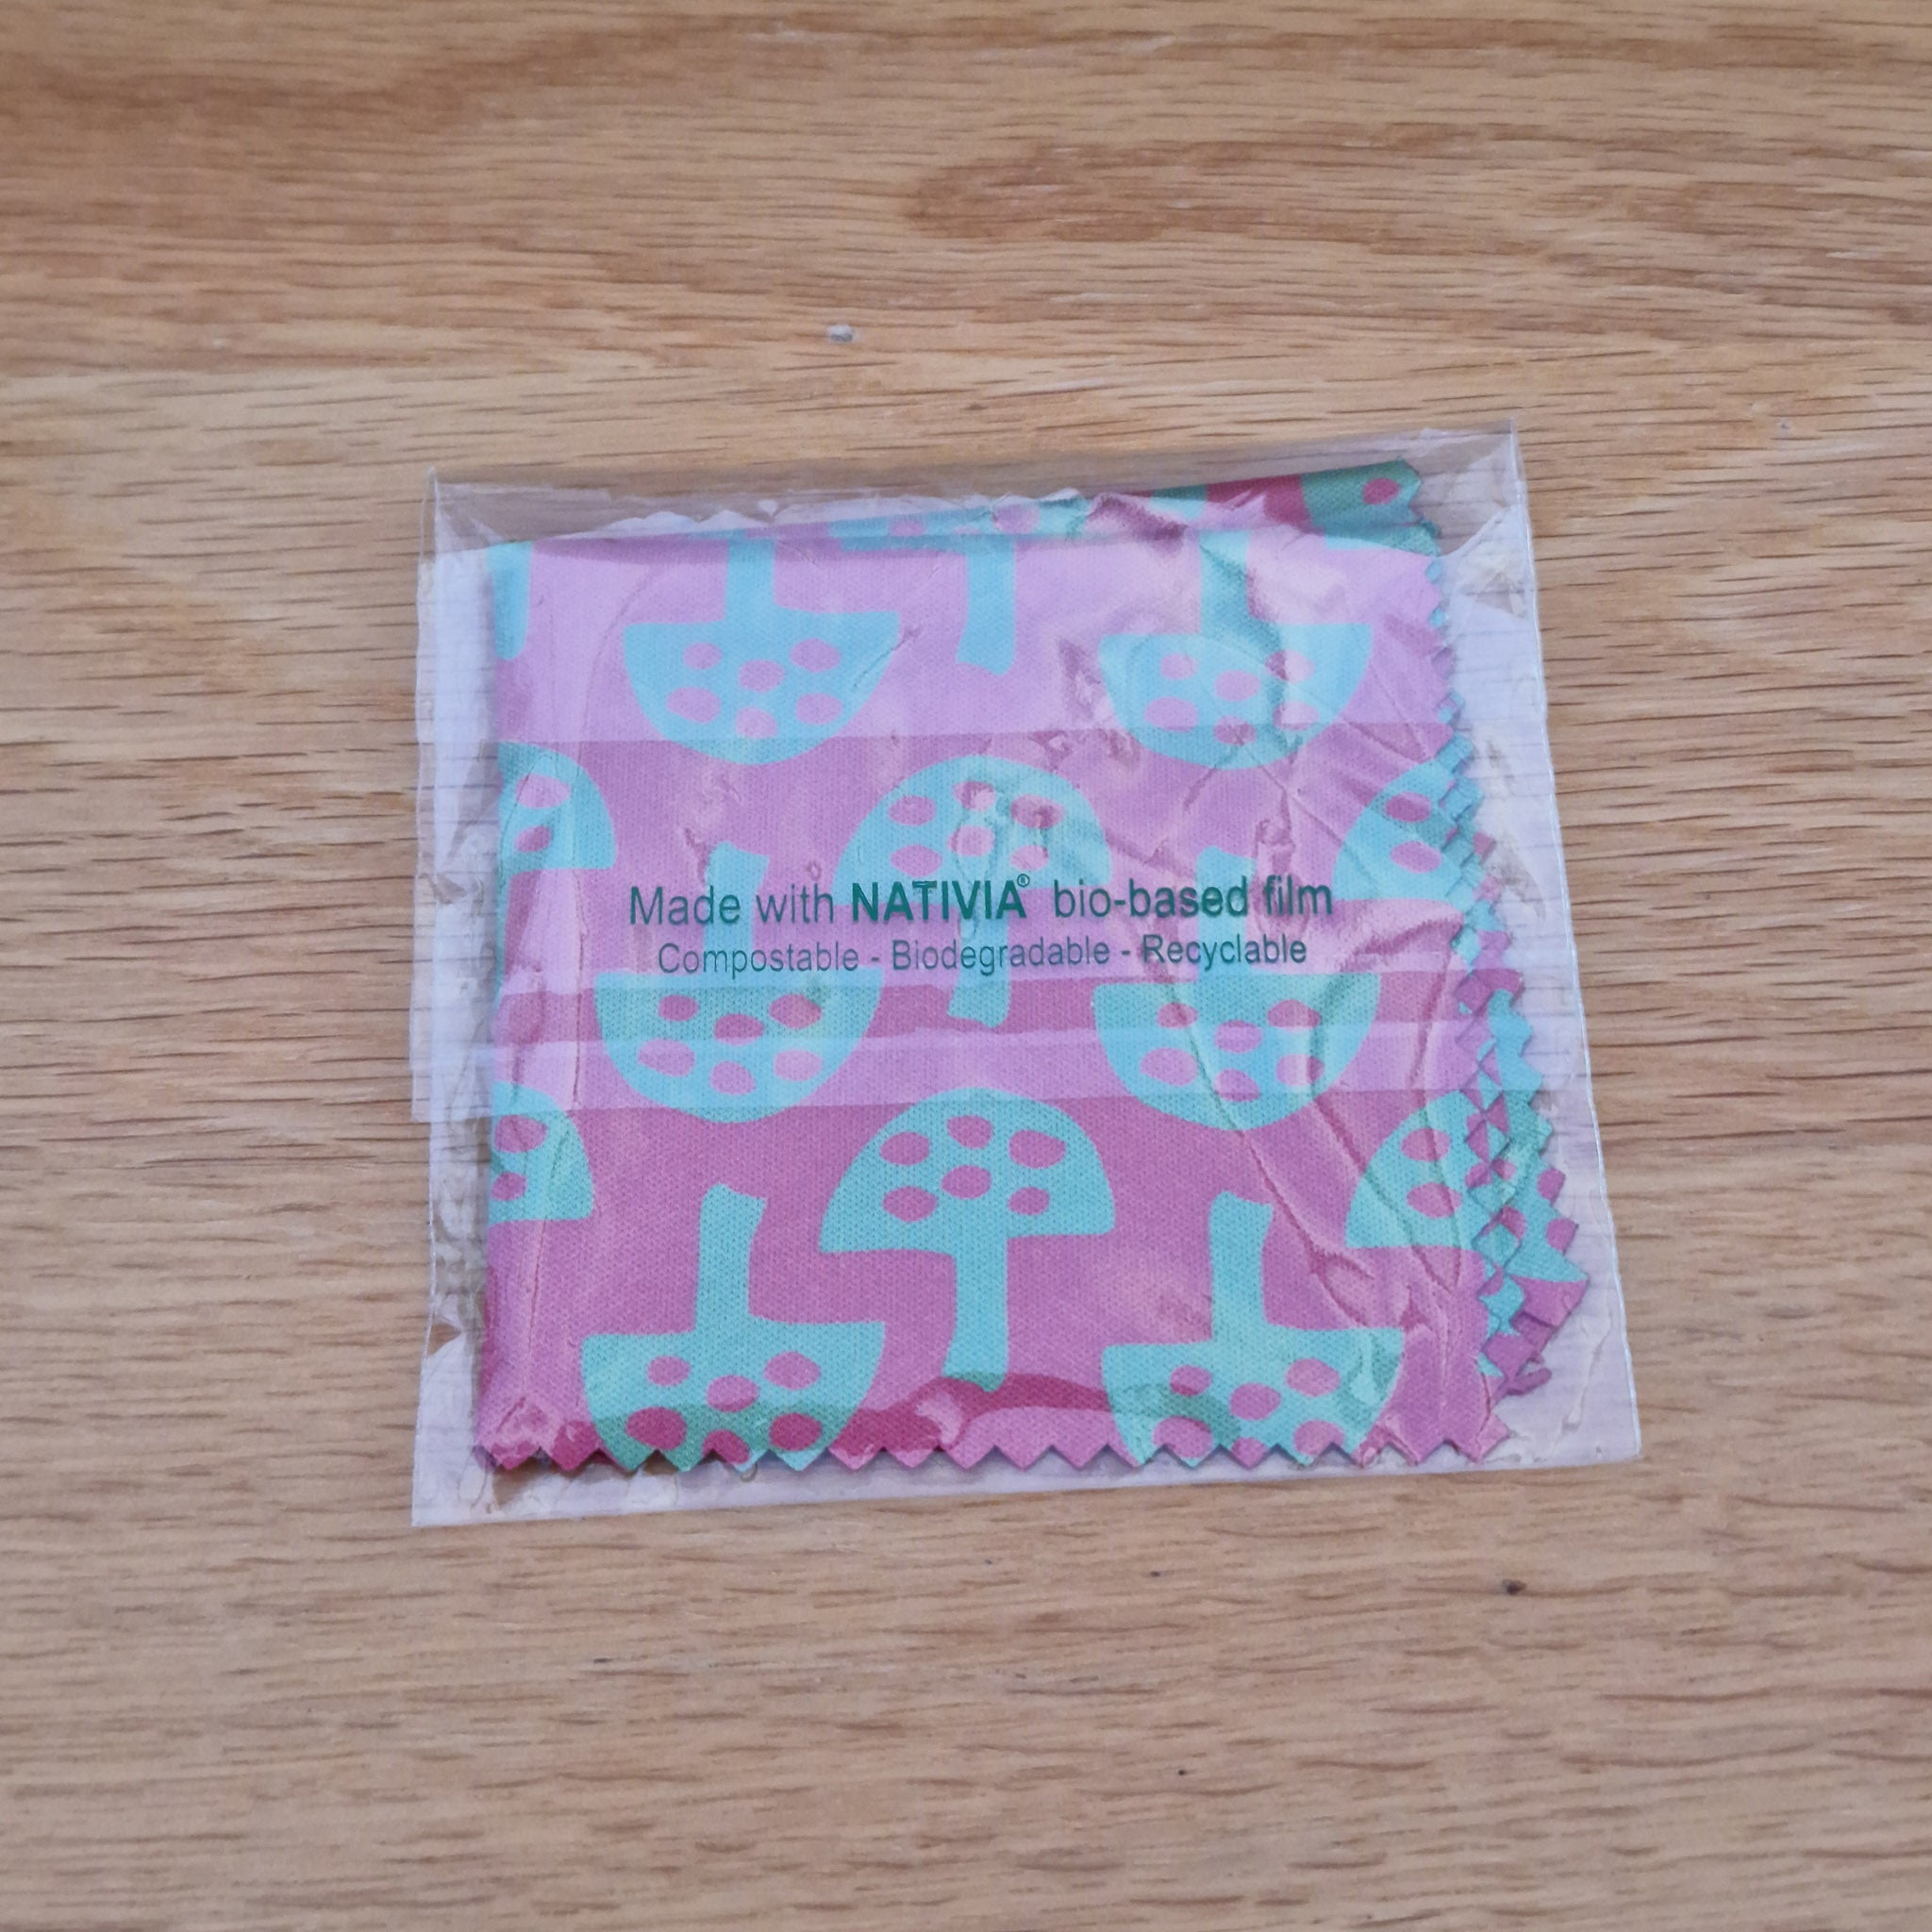 Made with NATIVIA® bio-based film
Compostable - Biodegradable - Recyclable